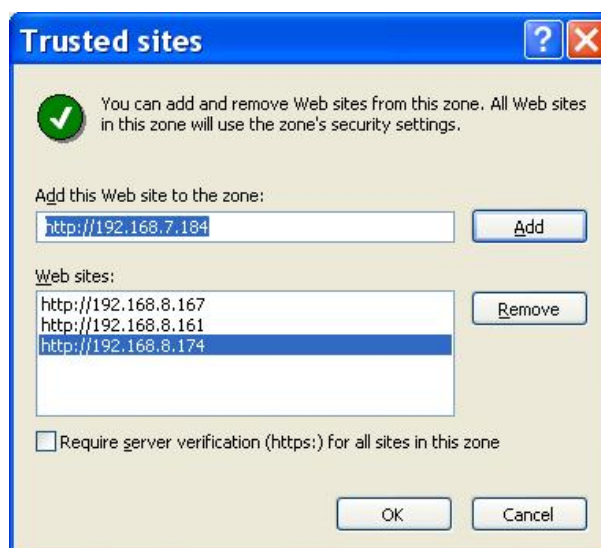 Trusted sites
You can add and remove Web sites from this zone. All Web sites
in this zone will use the zone's security settings.
Add this Web site to the zone:
http://192.168.7.184
Add
Web sites:
http://192.168.8.167
http://192.168.8.161
http://192.168.8.174
Remove
Require server verification (https:) for all sites in this zone
OK
Cancel